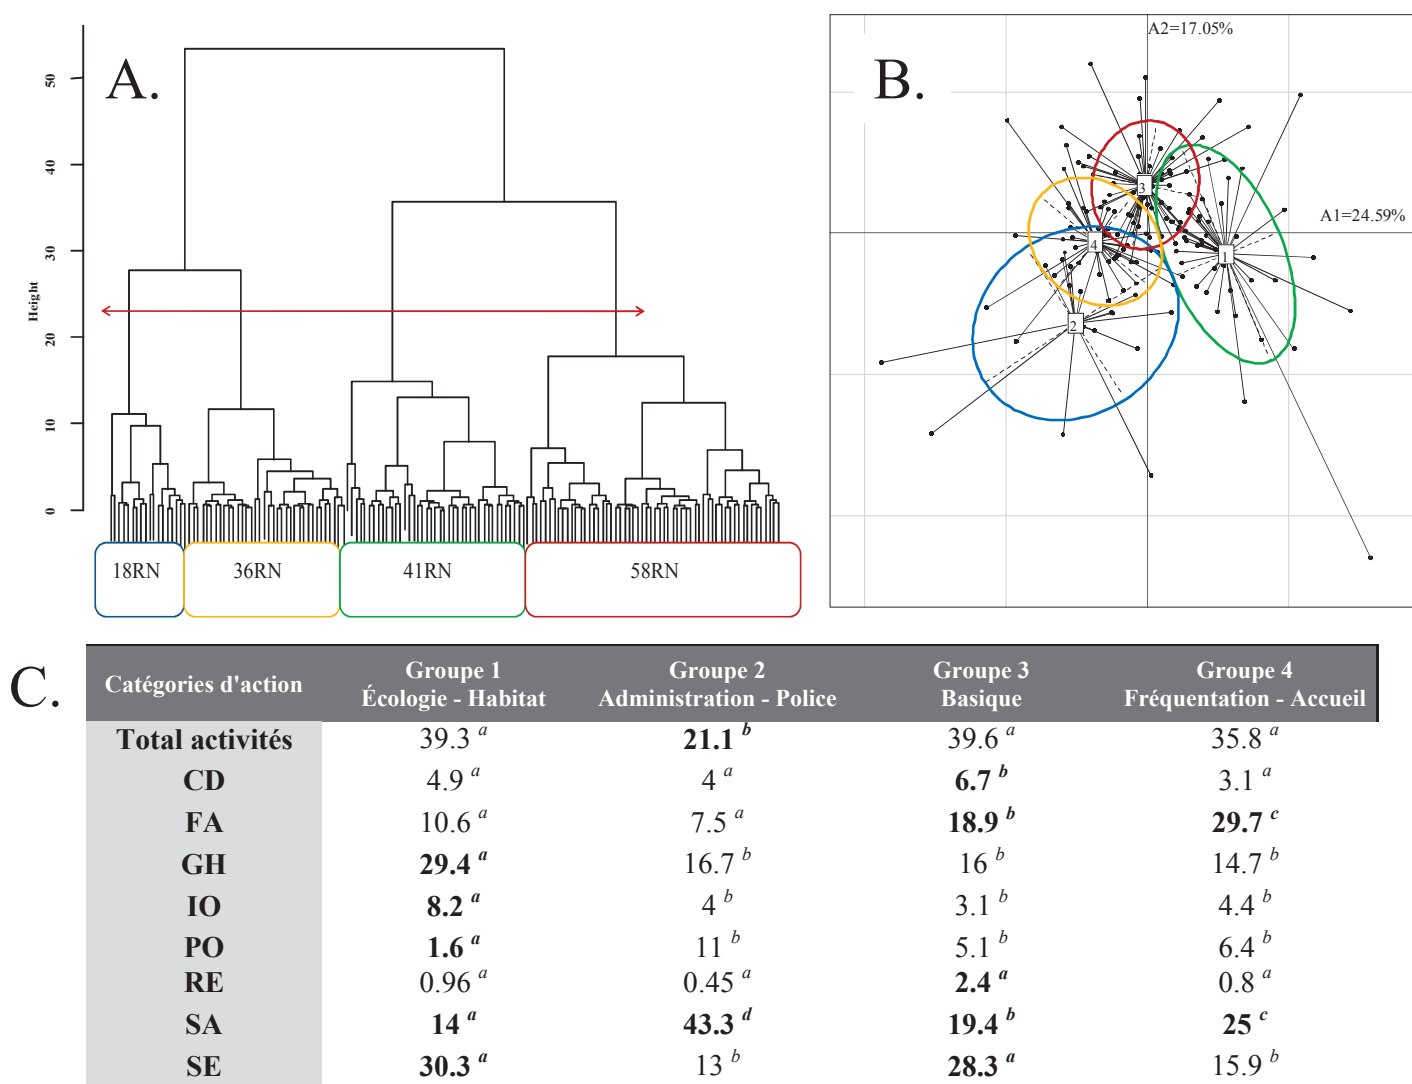 A.
Height
50
40
30
20
10
0
18RN
36RN
41RN
58RN
B.
A2=17.05%
A1=24.59%
3
4
1
2
C.
Catégories d'action
Groupe 1
Écologie - Habitat
Groupe 2
Administration - Police
Groupe 3
Basique
Groupe 4
Fréquentation - Accueil
Total activités 39.3 a 21.1 b 39.6 a 35.8 a
CD 4.9 a 4 a 6.7 b 3.1 a
FA 10.6 a 7.5 a 18.9 b 29.7 c
GH 29.4 a 16.7 b 16 b 14.7 b
IO 8.2 a 4 b 3.1 b 4.4 b
PO 1.6 a 11 b 5.1 b 6.4 b
RE 0.96 a 0.45 a 2.4 a 0.8 a
SA 14 a 43.3 d 19.4 b 25 c
SE 30.3 a 13 b 28.3 a 15.9 b